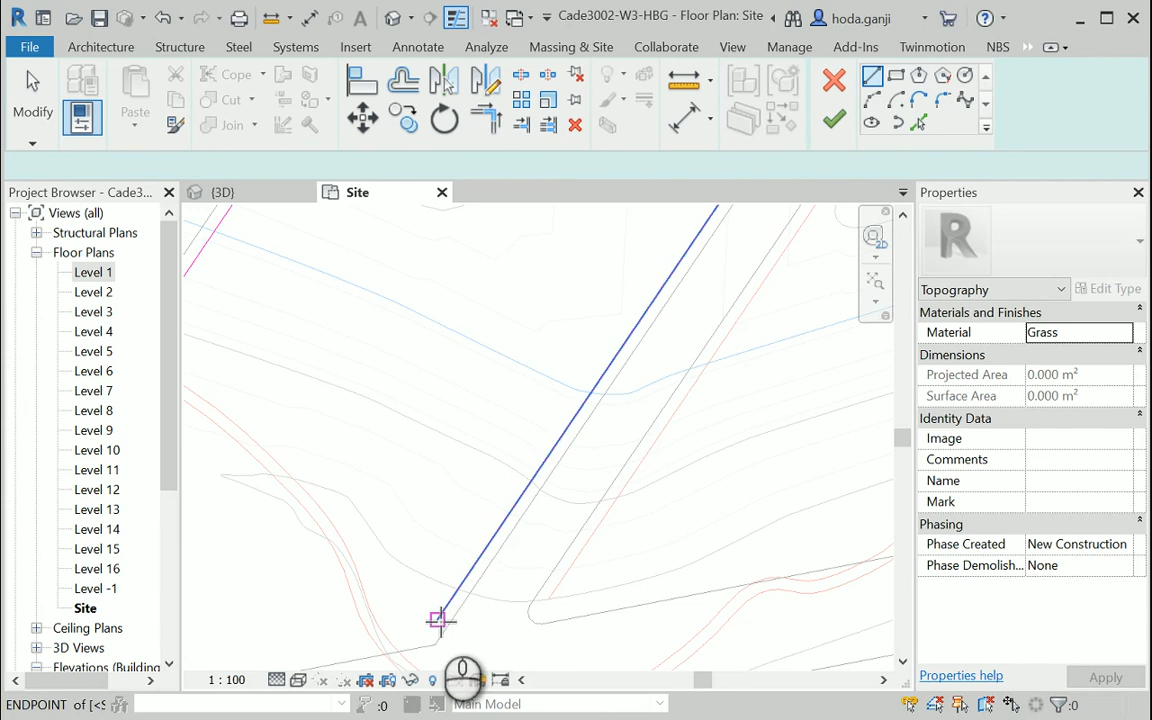 Cade3002-W3-HBG - Floor Plan: Site
hoda.ganji
File Architecture Structure Steel Systems Insert Annotate Analyze Massing & Site Collaborate View Manage Add-Ins Twinmotion NBS
Modify
Paste
Cope
Cut
Join
Project Browser - Cade3...
{3D}
Site
Properties
Views (all)
Structural Plans
Floor Plans
Level 1
Level 2
Level 3
Level 4
Level 5
Level 6
Level 7
Level 8
Level 9
Level 10
Level 11
Level 12
Level 13
Level 14
Level 15
Level 16
Level -1
Site
Ceiling Plans
3D Views
Elevations (Building
2D
R
Topography
Edit Type
Materials and Finishes
Material Grass
Dimensions
Projected Area 0.000 m²
Surface Area 0.000 m²
Identity Data
Image
Comments
Name
Mark
Phasing
Phase Created New Construction
Phase Demolish... None
Properties help
Apply
1 : 100
ENDPOINT of [<S
:0
Main Model
:0